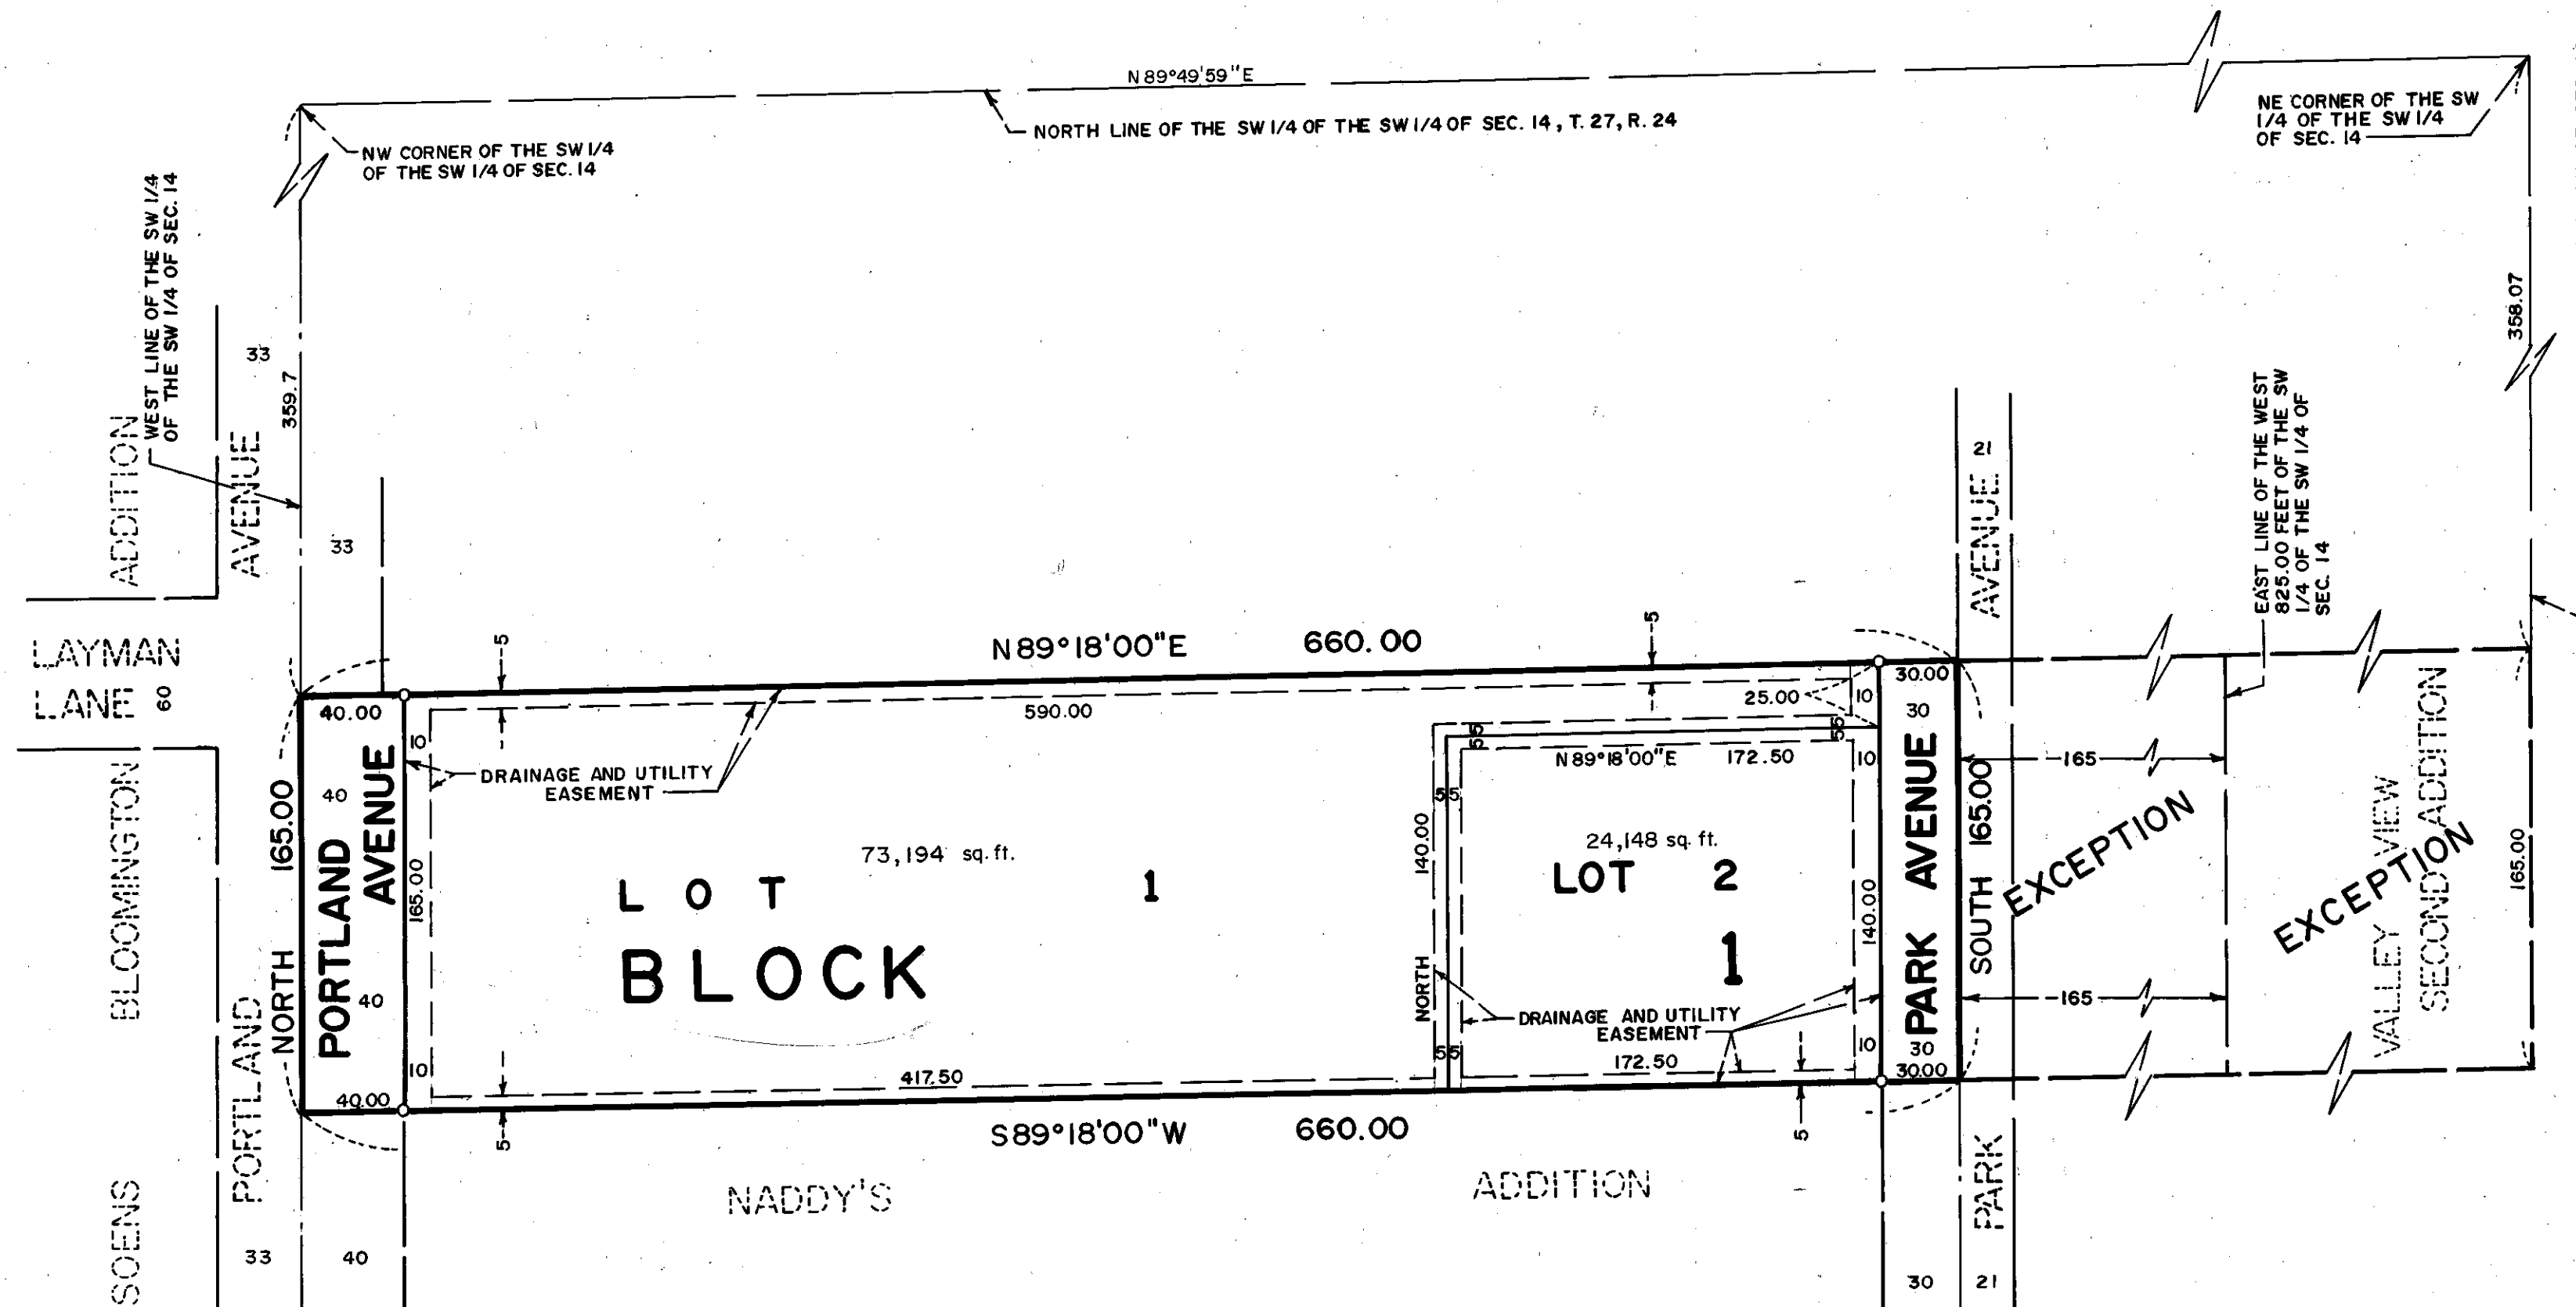 N 89°49'59"E
NORTH LINE OF THE SW 1/4 OF THE SW 1/4 OF SEC. 14, T. 27, R. 24
NW CORNER OF THE SW 1/4
OF THE SW 1/4 OF SEC. 14
NE CORNER OF THE SW
1/4 OF THE SW 1/4
OF SEC. 14
WEST LINE OF THE SW 1/4
OF THE SW 1/4 OF SEC. 14
33
359.7
358.07
ADDITION
AVENUE
33
21
AVENUE
EAST LINE OF THE WEST
825.00 FEET OF THE SW
1/4 OF THE SW 1/4 OF
SEC. 14
LAYMAN
LANE 60
5
N 89°18'00"E 660.00
5
40.00
590.00
25.00
10
30.00
30
10
DRAINAGE AND UTILITY
EASEMENT
5 5
5 5
N 89°18'00"E 172.50
10
165
40
5 5
NORTH 165.00
PORTLAND
AVENUE
165.00
73,194 sq. ft.
LOT 1
BLOCK 1
140.00
NORTH
24,148 sq. ft.
LOT 2
140.00
PARK AVENUE
SOUTH 165.00
EXCEPTION
EXCEPTION
VALLEY VIEW
SECOND ADDITION
165.00
BLOOMINGTON
PORTLAND
40
165
DRAINAGE AND UTILITY
EASEMENT
10
5 5
10
30
417.50
172.50
30.00
40.00
5
S 89°18'00"W 660.00
5
NADDY'S ADDITION
PARK
SOENS
33
40
30
21